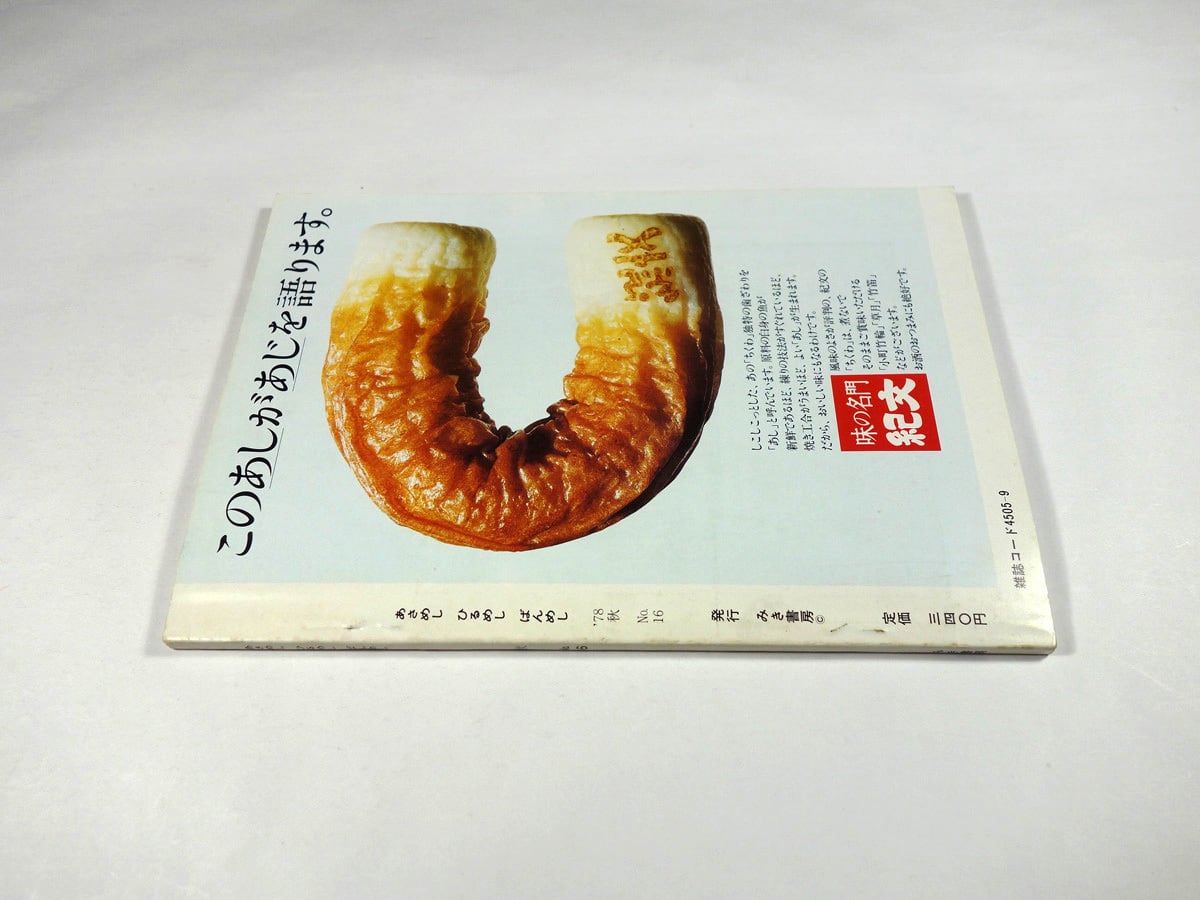 このあしがあじを語ります。
しこしことした、あの「ちくわ」独特の歯ざわりを
「あし」と呼んでいます。原料の白身の魚が
新鮮であるほど、練りの技法がすぐれているほど、
焼き工合がうまいほど、よい「あし」が生まれます。
だから、おいしい味にもなるわけです。
風味のよさが評判の、紀文の
「ちくわ」は、煮ないで
そのままご賞味いただける
「小町竹輪」「草月」「竹笛」
などがございます。
お酒のおつまみにも絶好です。
味の名門
紀文
雑誌コード4505-9
あさめし ひるめし ばんめし '78 秋 No. 16 発行 みき書房© 定価 三四〇円